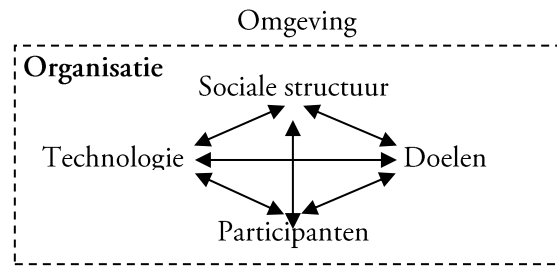 Omgeving
Organisatie
Sociale structuur
Technologie
Doelen
Participanten